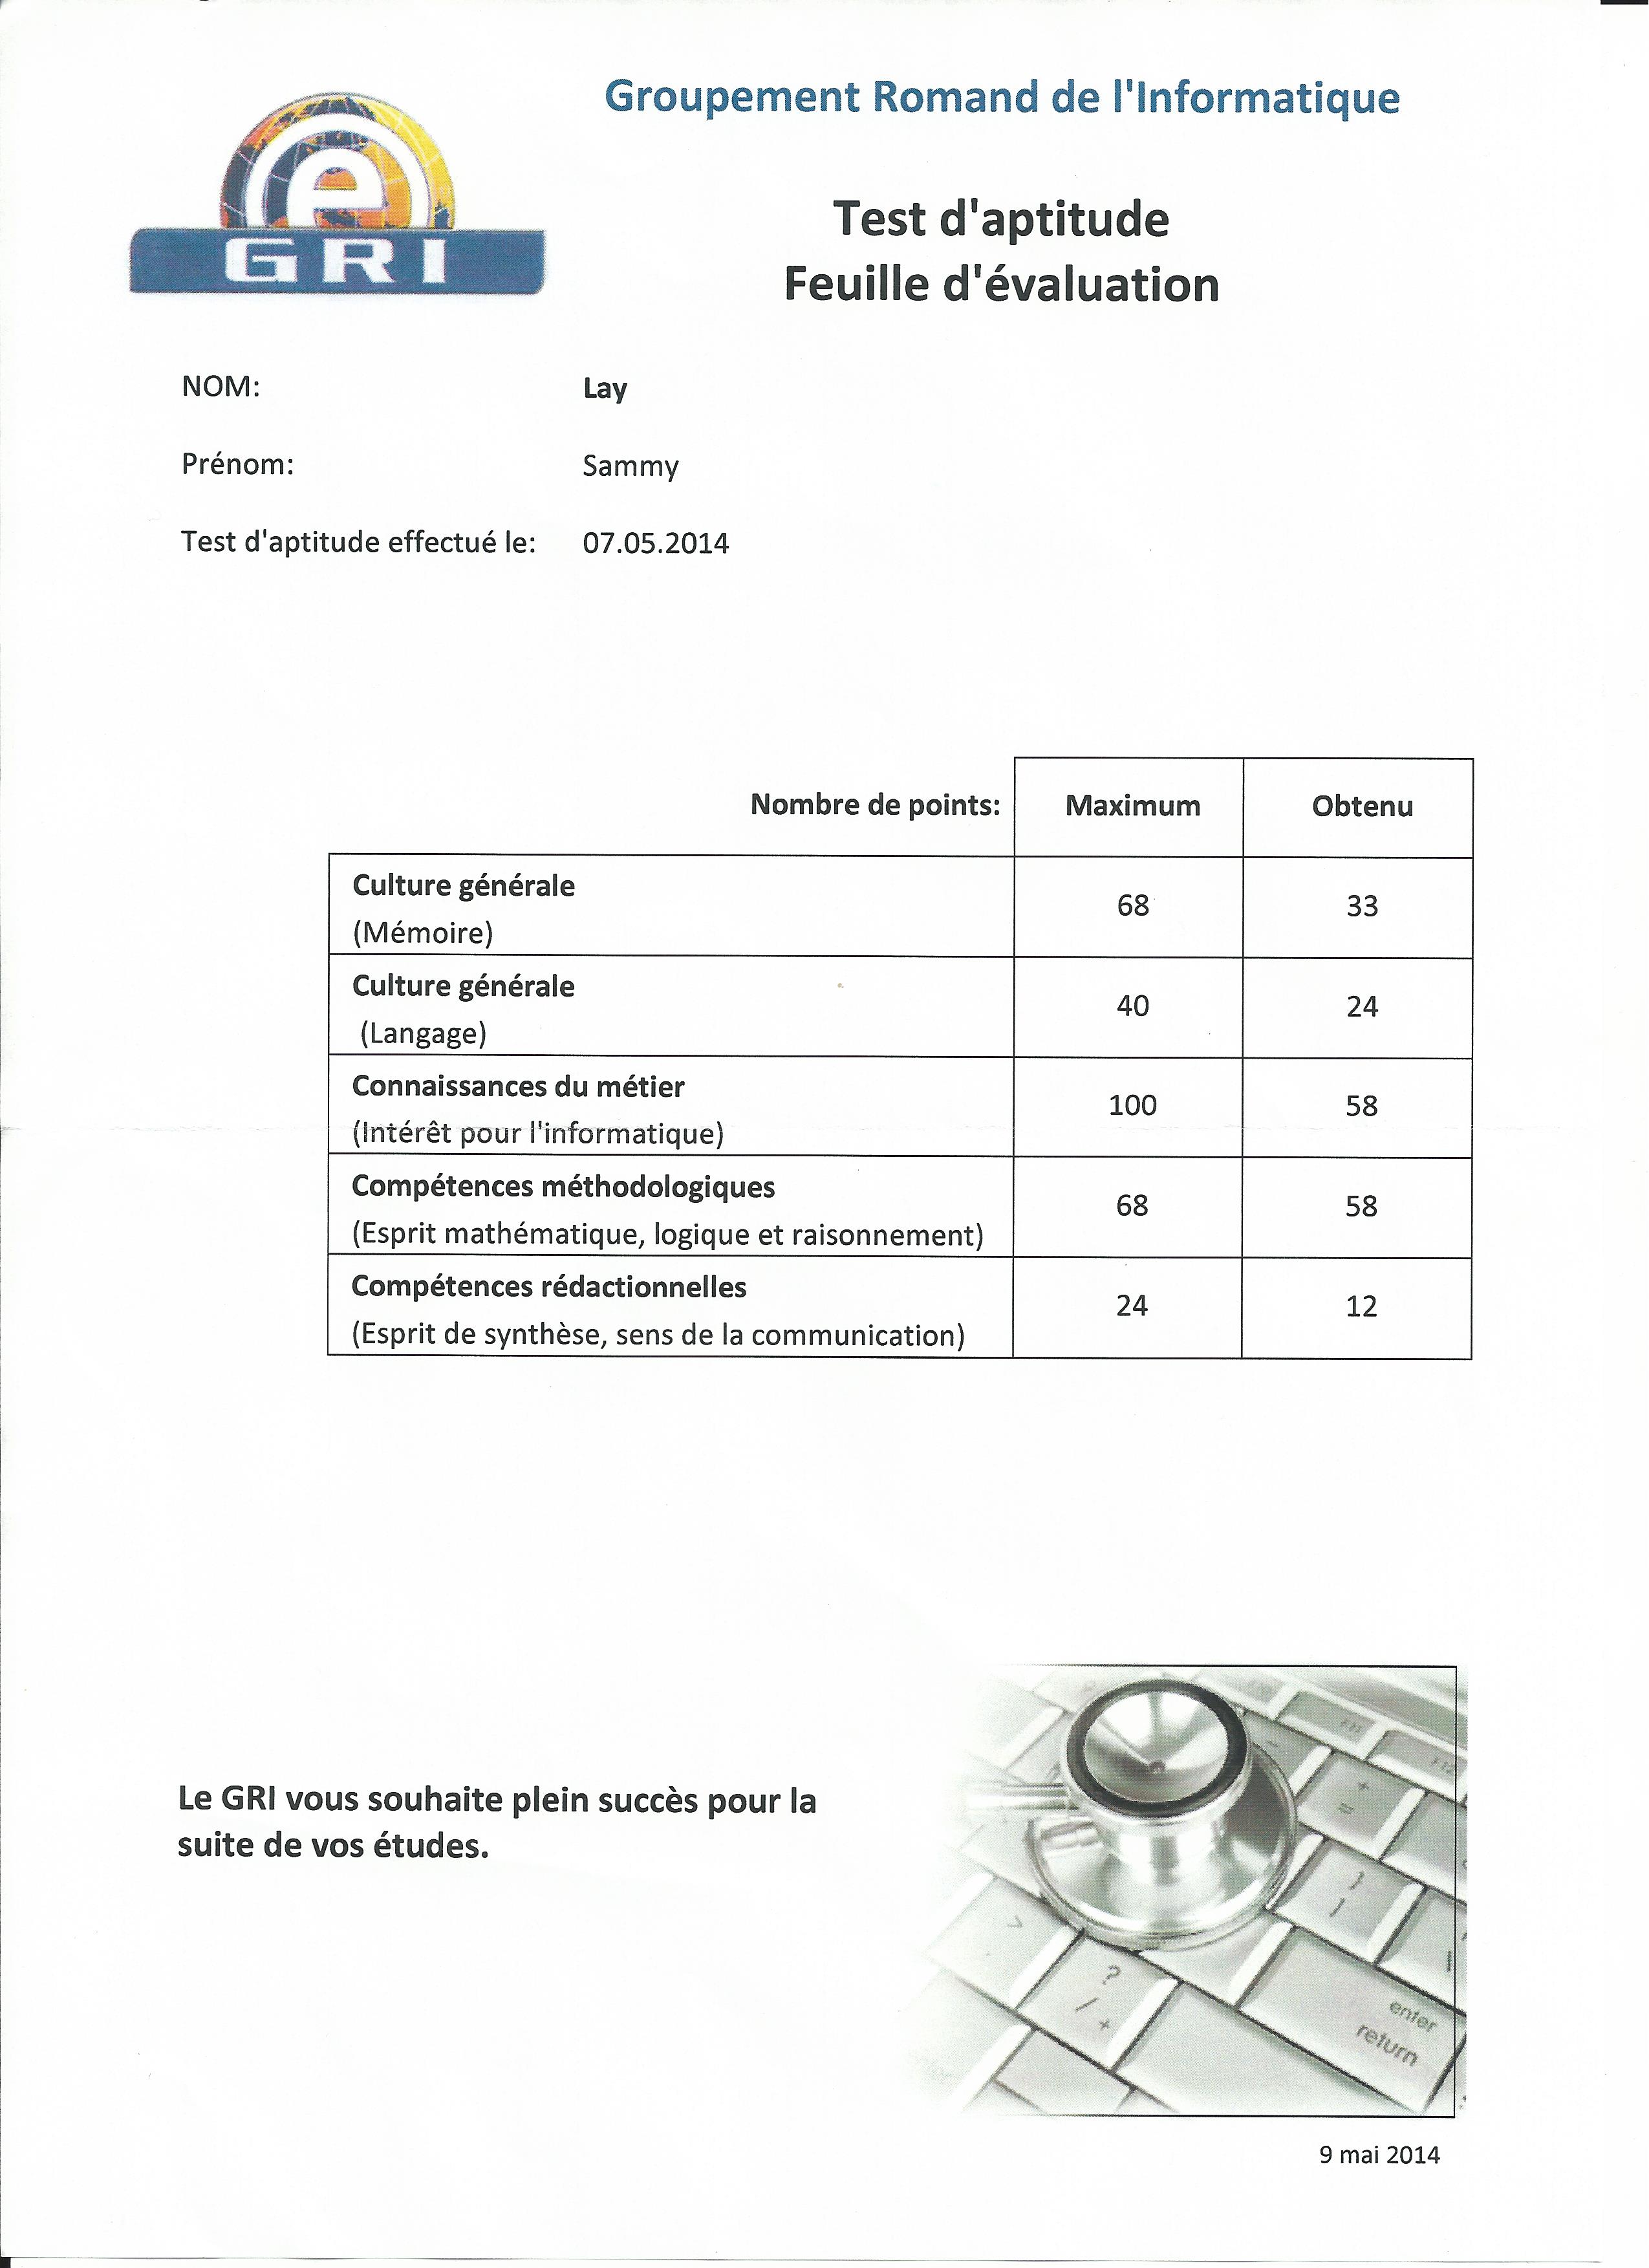 Groupement Romand de l'Informatique
e
GRI
Test d'aptitude
Feuille d'évaluation
NOM: Lay
Prénom: Sammy
Test d'aptitude effectué le: 07.05.2014
Nombre de points: Maximum Obtenu
Culture générale
(Mémoire) 68 33
Culture générale
(Langage) 40 24
Connaissances du métier
(Intérêt pour l'informatique) 100 58
Compétences méthodologiques
(Esprit mathématique, logique et raisonnement) 68 58
Compétences rédactionnelles
(Esprit de synthèse, sens de la communication) 24 12
Le GRI vous souhaite plein succès pour la
suite de vos études.
F11
F12
+
=
}
]
>
?
/
+
enter
return
9 mai 2014